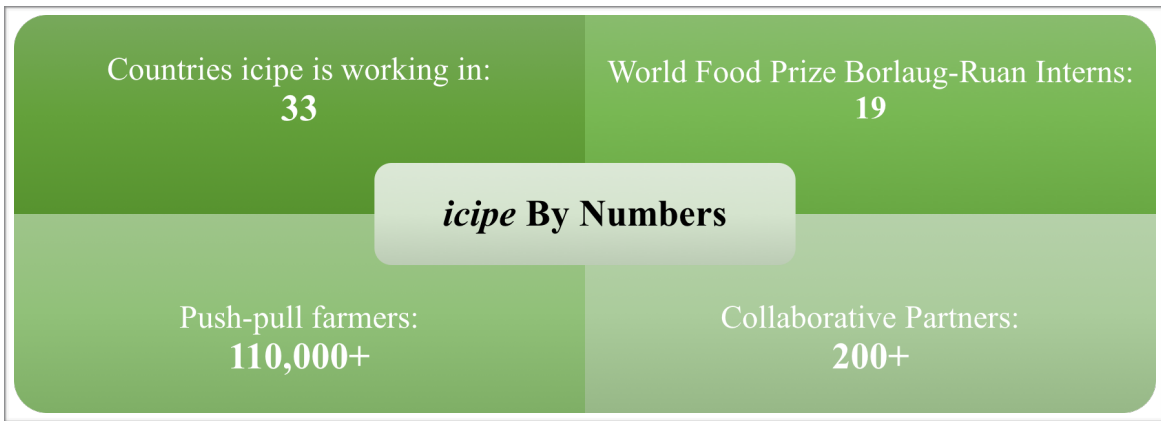 Countries icipe is working in:
33
World Food Prize Borlaug-Ruan Interns:
19
icipe By Numbers
Push-pull farmers:
110,000+
Collaborative Partners:
200+